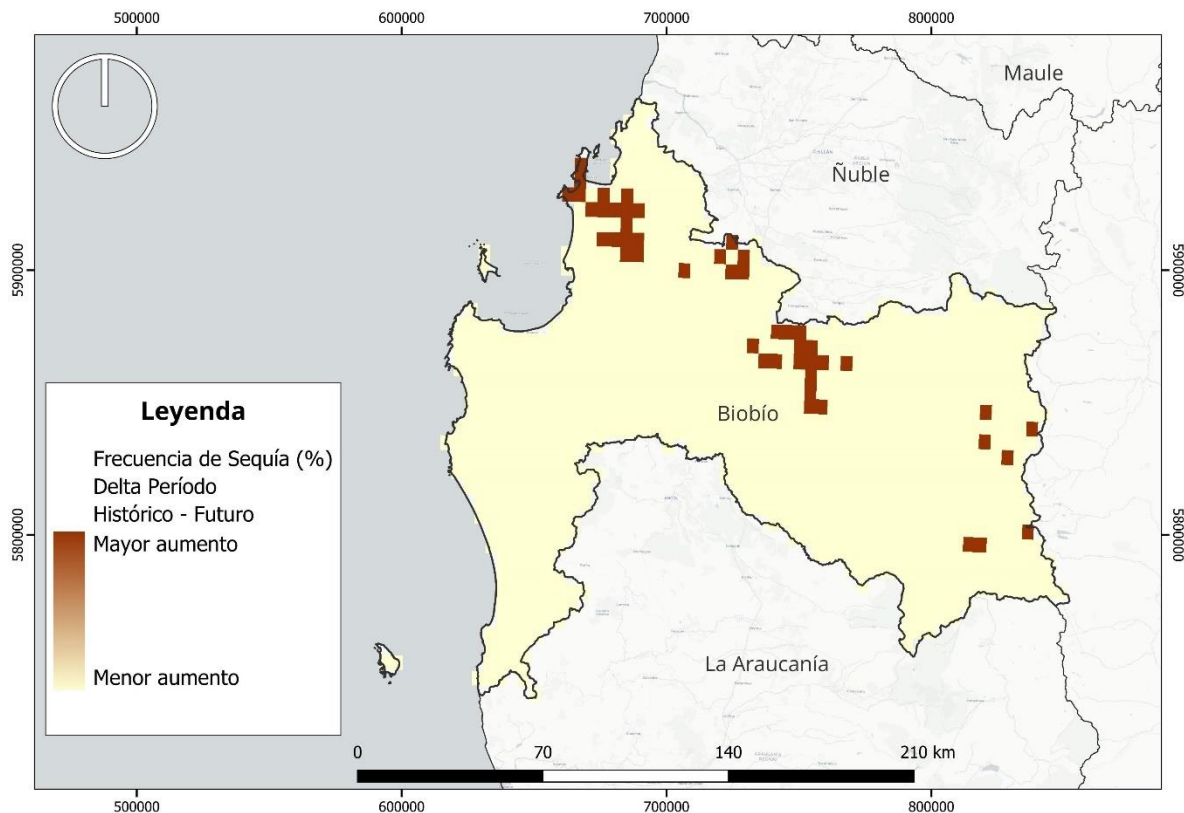 500000
600000
700000
800000
Maule
Ñuble
5900000
5900000
Leyenda
Frecuencia de Sequía (%)
Delta Período
Histórico - Futuro
Mayor aumento
Menor aumento
Biobío
5800000
5800000
La Araucanía
0
70
140
210 km
500000
600000
700000
800000